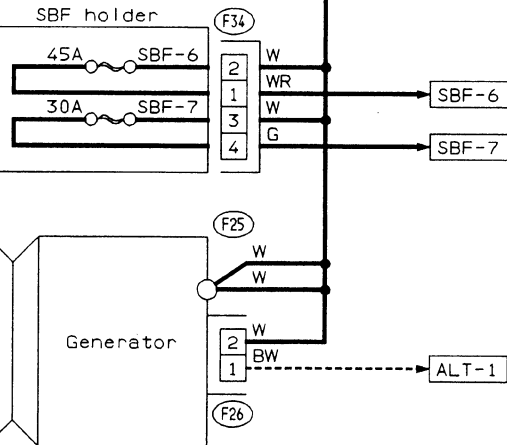 SBF holder
F34
45A SBF-6
2 W
1 WR
SBF-6
30A SBF-7
3 W
4 G
SBF-7
F25
W
W
Generator
2 W
1 BW
ALT-1
F26